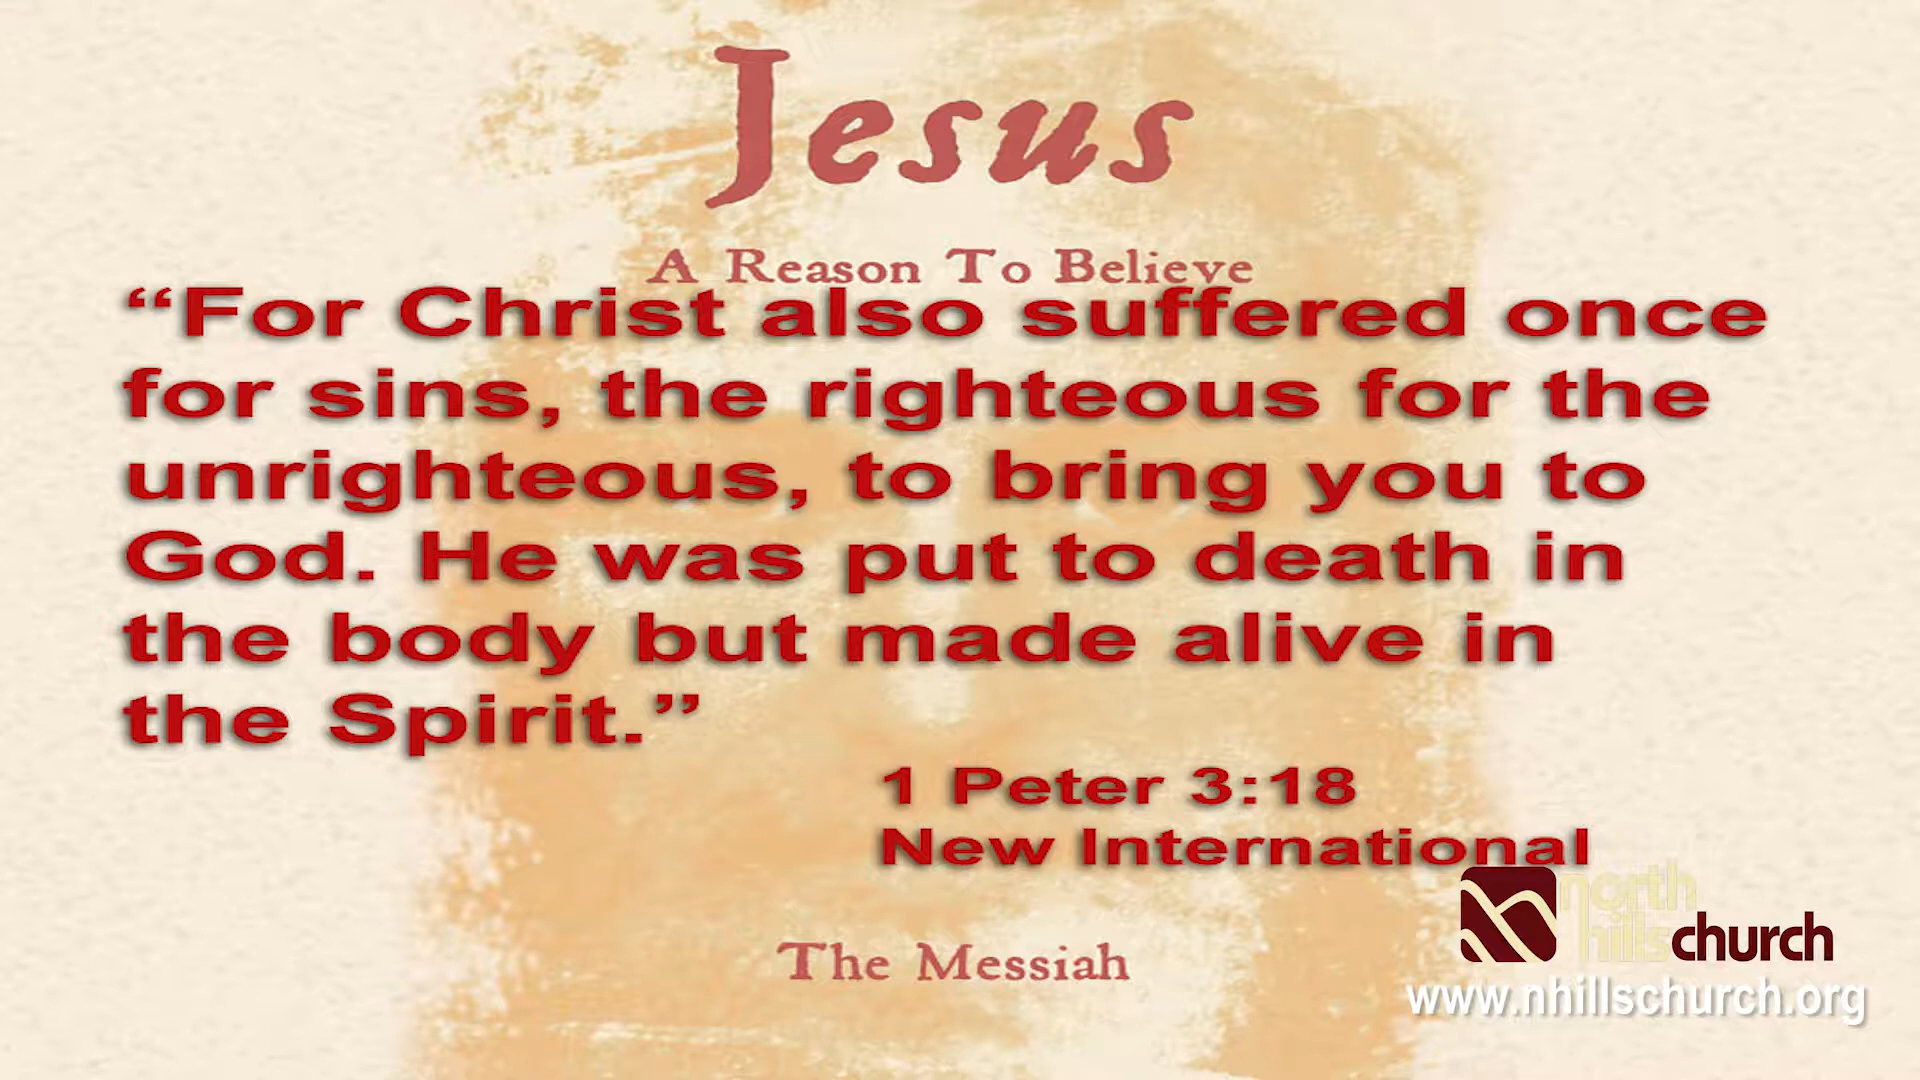 Jesus
A Reason To Believe
“For Christ also suffered once
for sins, the righteous for the
unrighteous, to bring you to
God. He was put to death in
the body but made alive in
the Spirit.”
1 Peter 3:18
New International
The Messiah
north
hillschurch
www.nhillschurch.org